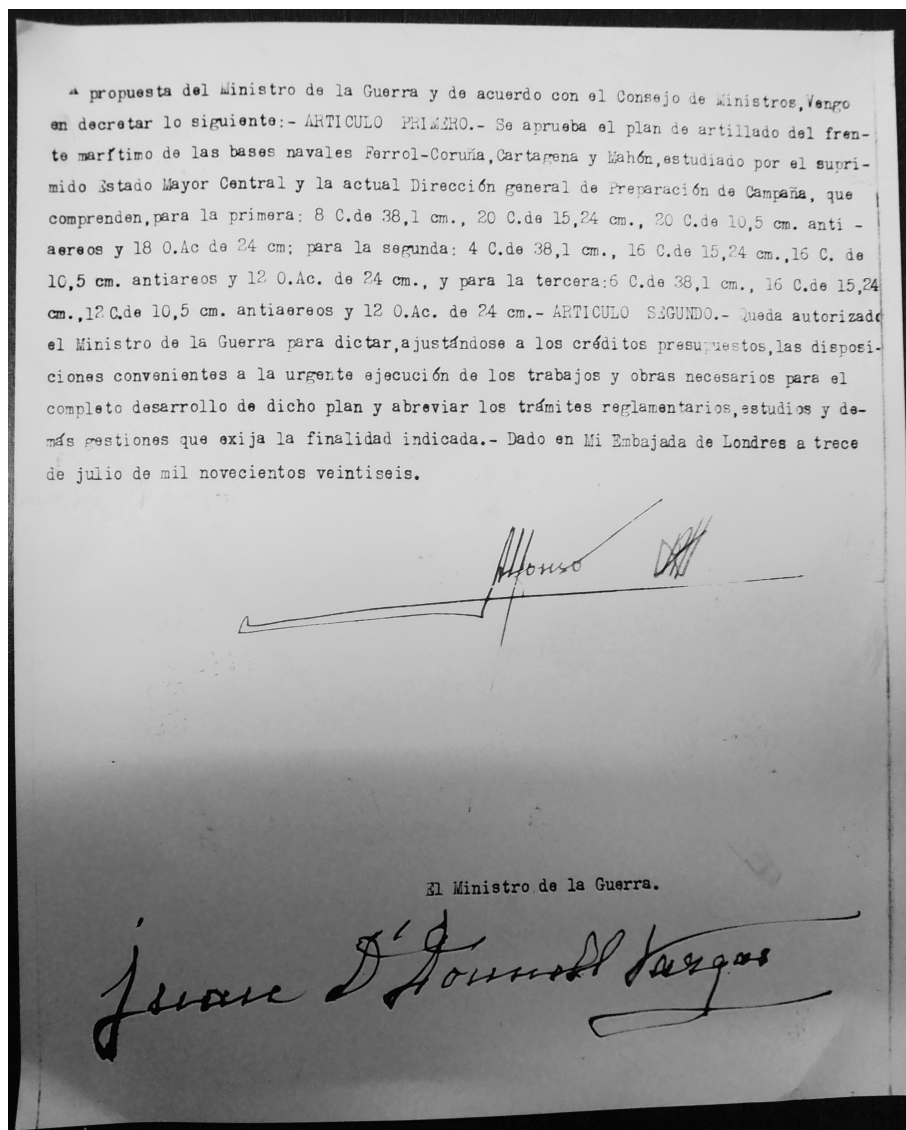 A propuesta del Ministro de la Guerra y de acuerdo con el Consejo de Ministros,Vengo
en decretar lo siguiente:- ARTICULO PRIMERO.- Se aprueba el plan de artillado del fren-
te marítimo de las bases navales Ferrol-Coruña,Cartagena y Mahón,estudiado por el supri-
mido Estado Mayor Central y la actual Dirección general de Preparación de Campaña, que
comprenden,para la primera: 8 C.de 38,1 cm., 20 C.de 15,24 cm., 20 C.de 10,5 cm. anti -
aereos y 18 O.Ac de 24 cm; para la segunda: 4 C.de 38,1 cm., 16 C.de 15,24 cm.,16 C. de
10,5 cm. antiareos y 12 O.Ac. de 24 cm., y para la tercera:6 C.de 38,1 cm., 16 C.de 15,24
cm.,12 C.de 10,5 cm. antiaereos y 12 O.Ac. de 24 cm.- ARTICULO SEGUNDO.- Queda autorizado
el Ministro de la Guerra para dictar,ajustándose a los créditos presupuestos,las disposi-
ciones convenientes a la urgente ejecución de los trabajos y obras necesarios para el
completo desarrollo de dicho plan y abreviar los trámites reglamentarios,estudios y de-
más gestiones que exija la finalidad indicada.- Dado en Mi Embajada de Londres a trece
de julio de mil novecientos veintiseis.
Alfonso
El Ministro de la Guerra.
Juan O'Donnell Vargas